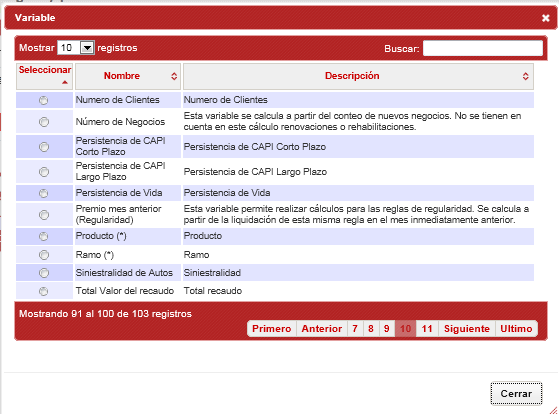 Variable
Mostrar 10 registros
Buscar:
Seleccionar Nombre Descripción
Numero de Clientes Numero de Clientes
Número de Negocios Esta variable se calcula a partir del conteo de nuevos negocios. No se tienen en
cuenta en este cálculo renovaciones o rehabilitaciones.
Persistencia de CAPI
Corto Plazo
Persistencia de CAPI Corto Plazo
Persistencia de CAPI
Largo Plazo
Persistencia de CAPI Largo Plazo
Persistencia de Vida Persistencia de Vida
Premio mes anterior
(Regularidad)
Esta variable permite realizar cálculos para las reglas de regularidad. Se calcula a
partir de la liquidación de esta misma regla en el mes inmediatamente anterior.
Producto (*) Producto
Ramo (*) Ramo
Siniestralidad de Autos Siniestralidad
Total Valor del recaudo Total recaudo
Mostrando 91 al 100 de 103 registros
Primero Anterior 7 8 9 10 11 Siguiente Ultimo
Cerrar